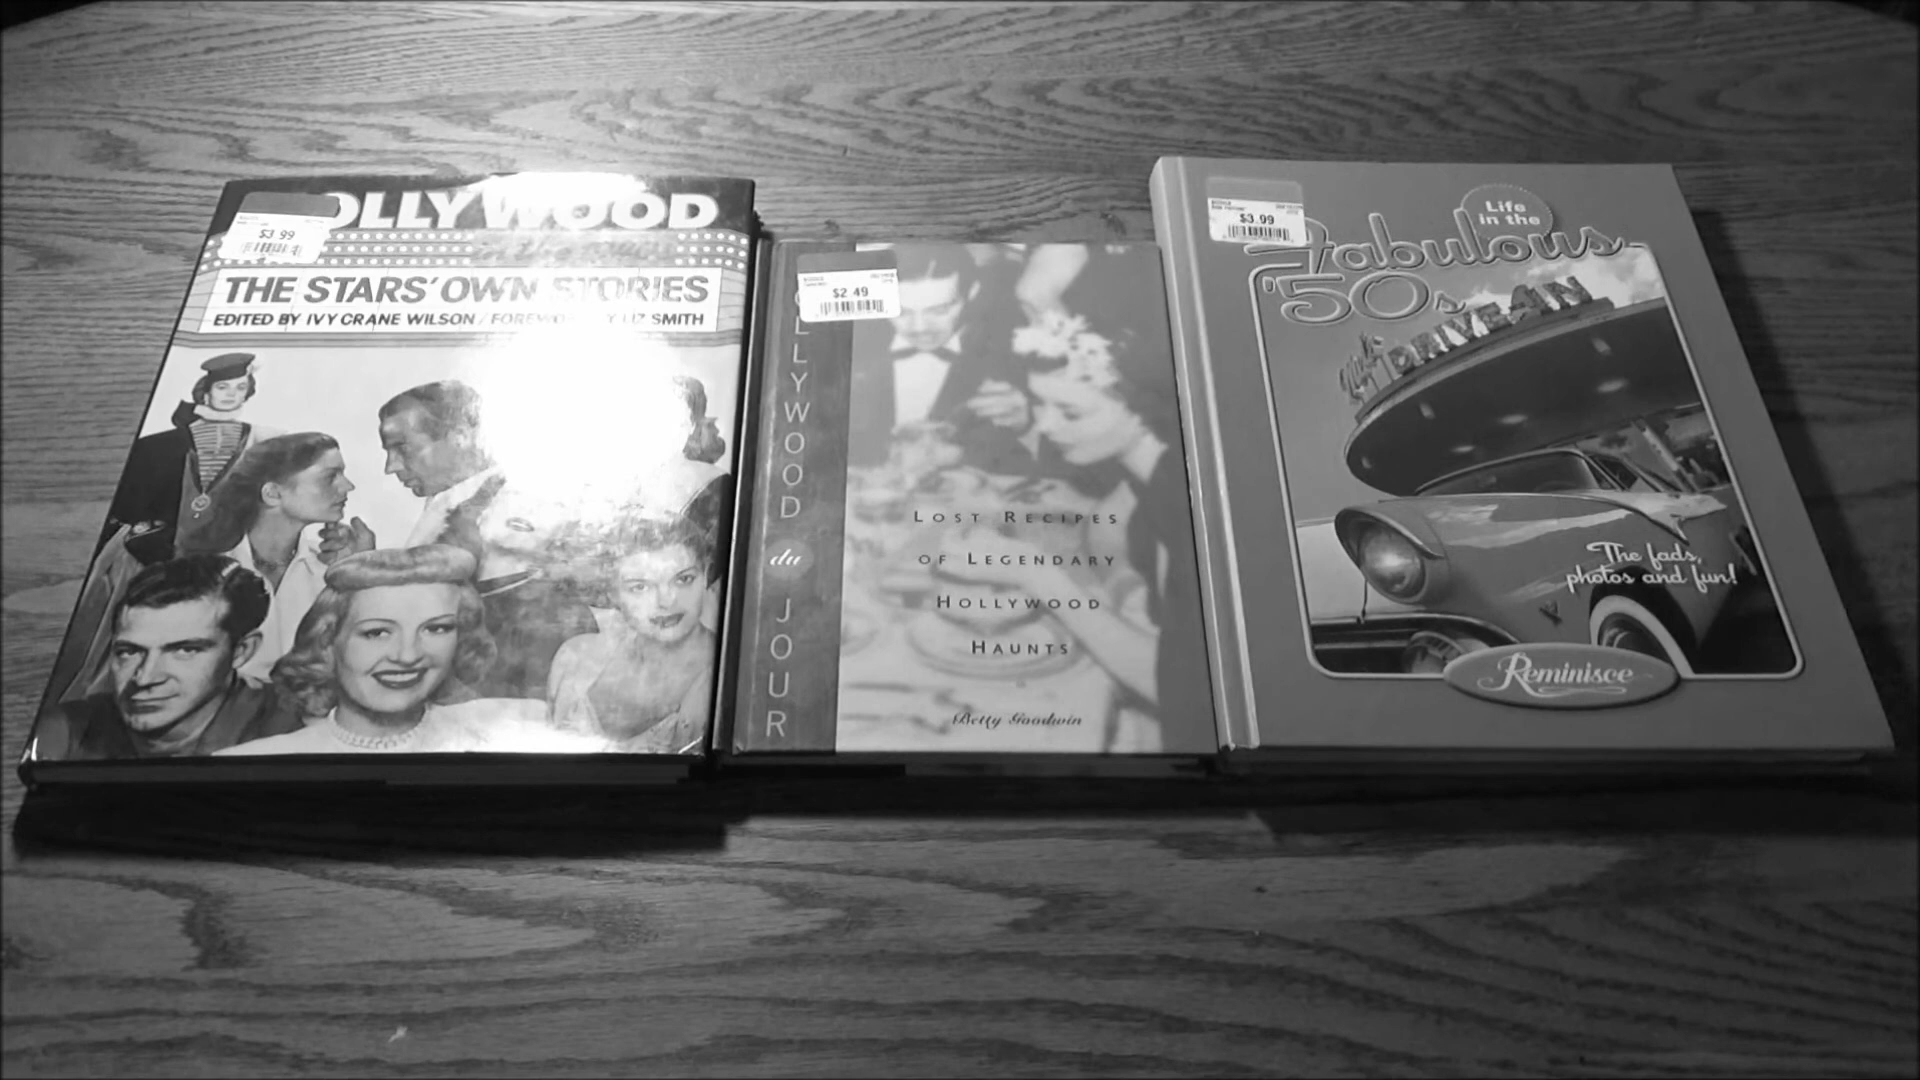 OLLYWOOD
$3.99
THE STARS' OWN STORIES
EDITED BY IVY CRANE WILSON / FOREWO Y LIZ SMITH
$2.49
LLYWOOD
du
JOUR
LOST RECIPES
OF LEGENDARY
HOLLYWOOD
HAUNTS
Betty Goodwin
$3.99
Life
in the
Fabulous
'50s
DRIVE-IN
The fads,
photos and fun!
Reminisce